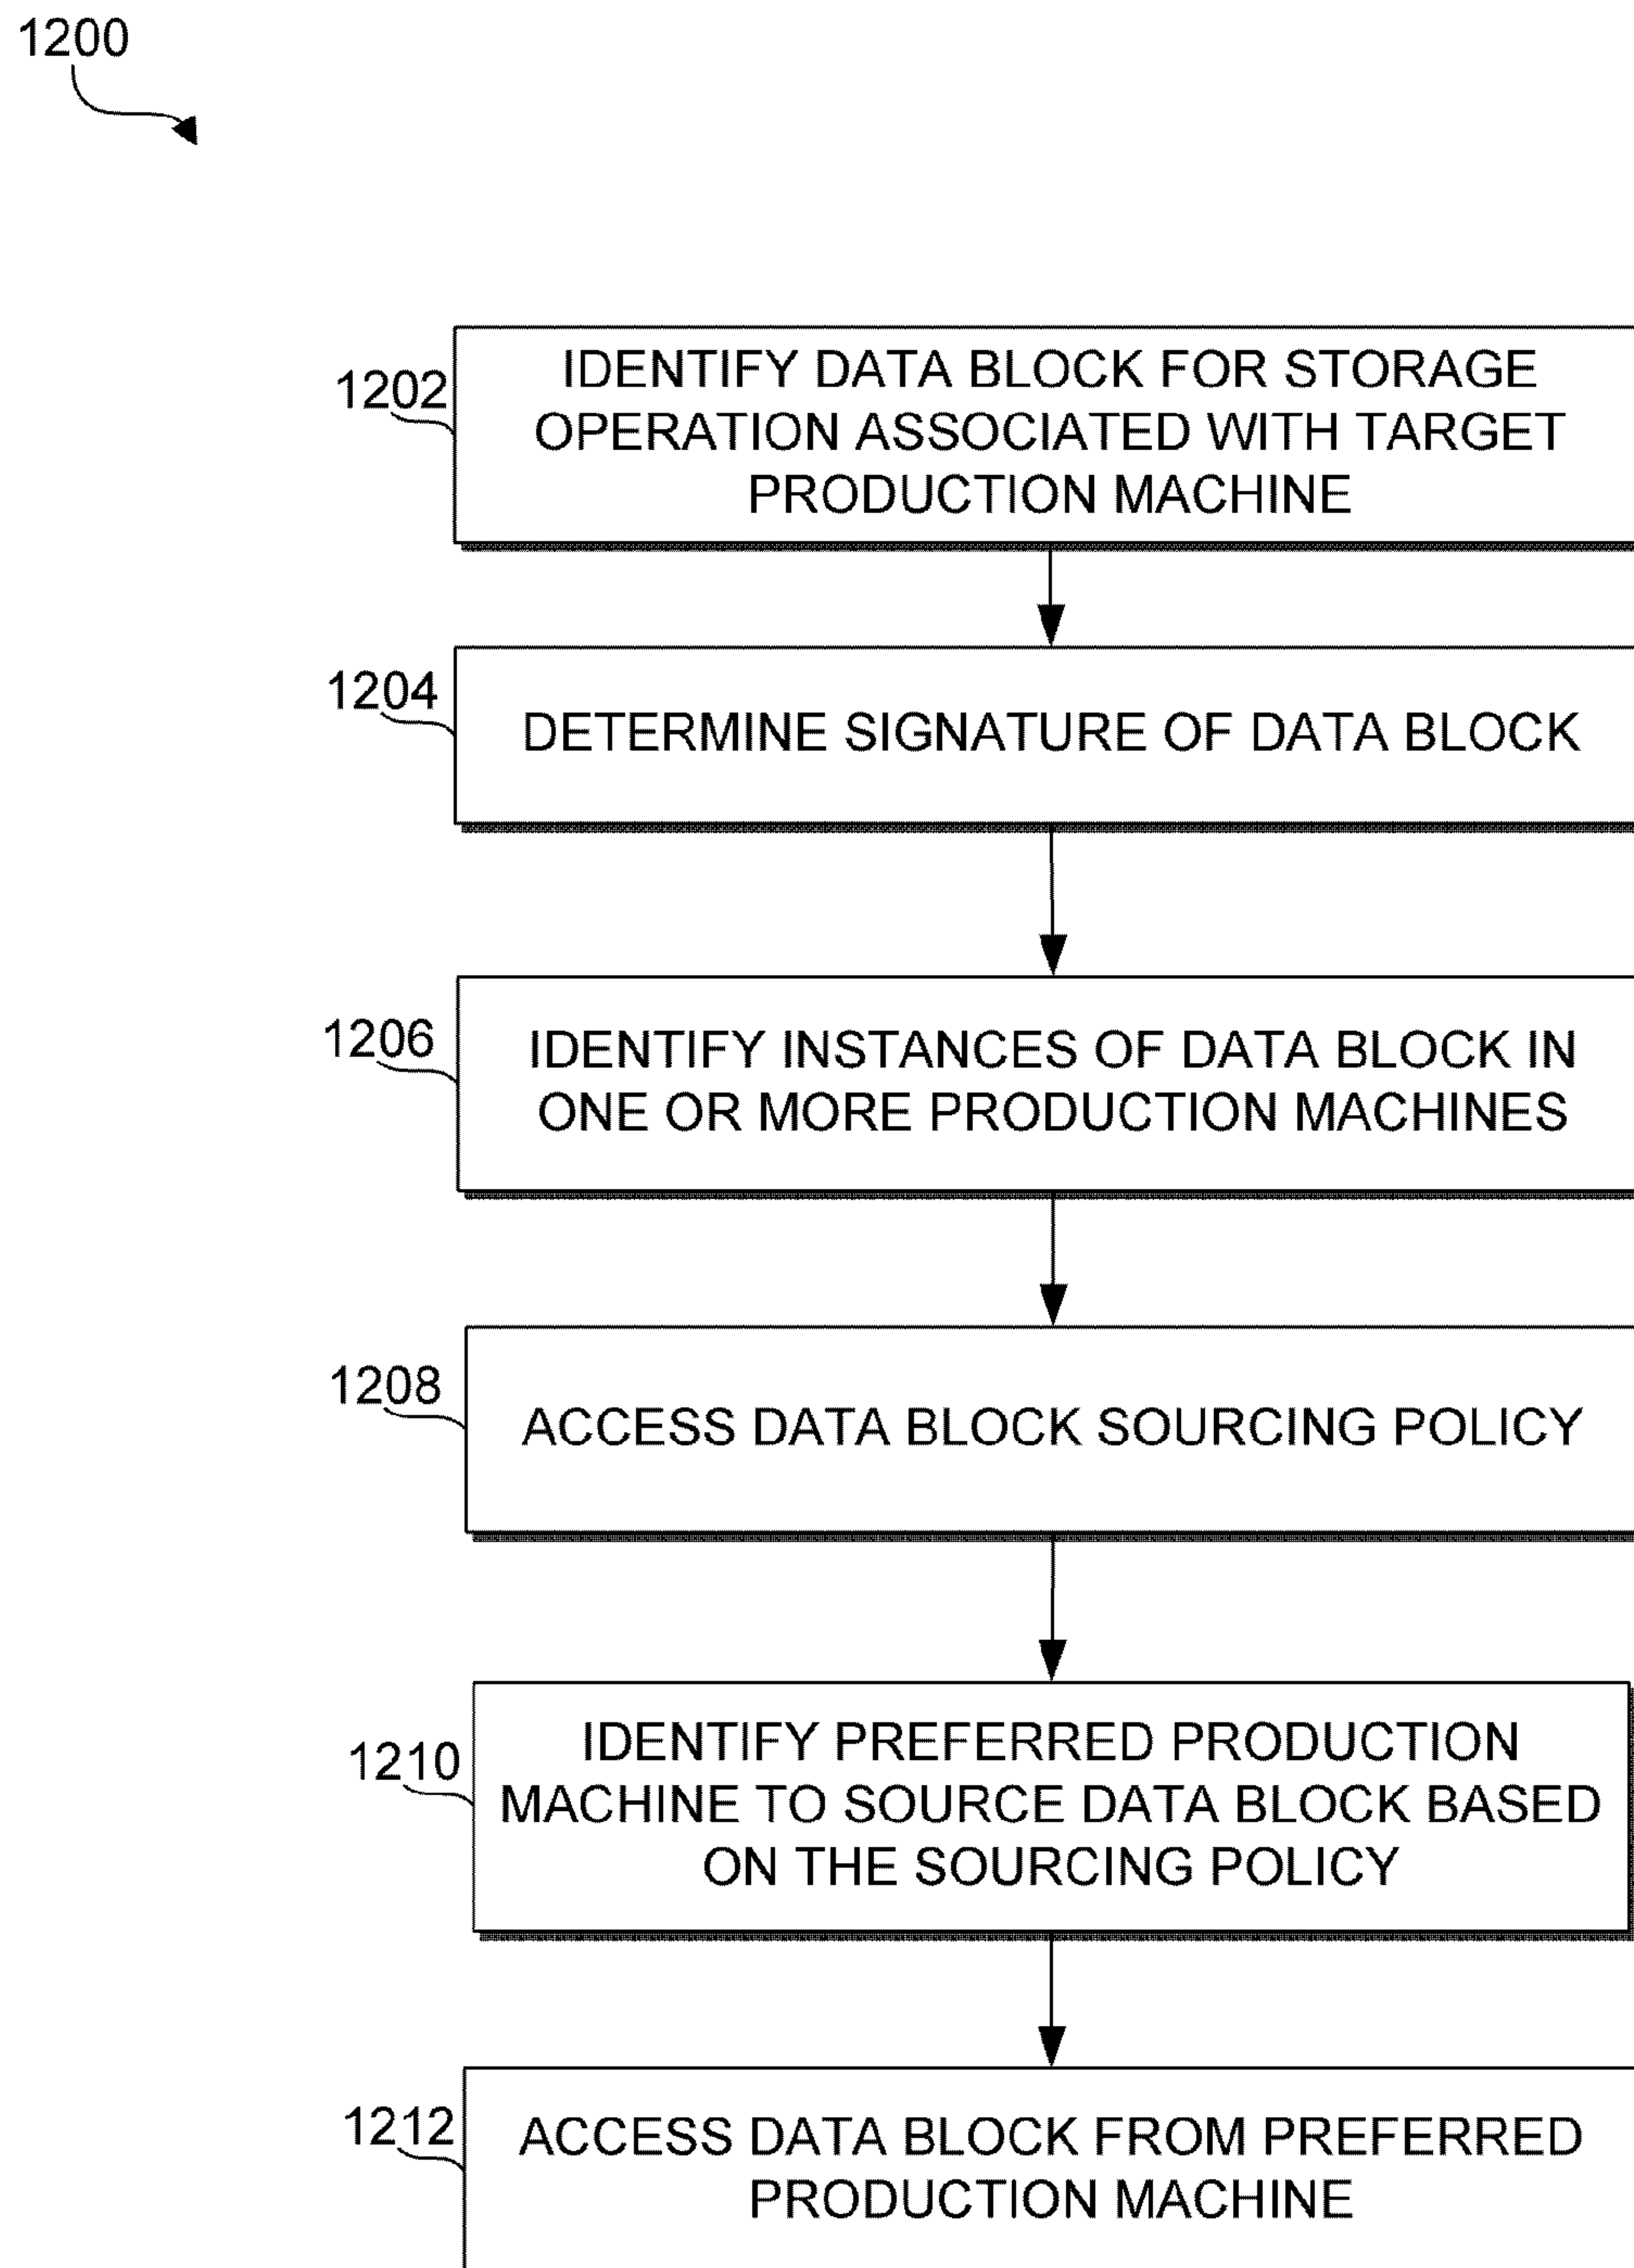 1200
1202
IDENTIFY DATA BLOCK FOR STORAGE
OPERATION ASSOCIATED WITH TARGET
PRODUCTION MACHINE
1204
DETERMINE SIGNATURE OF DATA BLOCK
1206
IDENTIFY INSTANCES OF DATA BLOCK IN
ONE OR MORE PRODUCTION MACHINES
1208
ACCESS DATA BLOCK SOURCING POLICY
1210
IDENTIFY PREFERRED PRODUCTION
MACHINE TO SOURCE DATA BLOCK BASED
ON THE SOURCING POLICY
1212
ACCESS DATA BLOCK FROM PREFERRED
PRODUCTION MACHINE